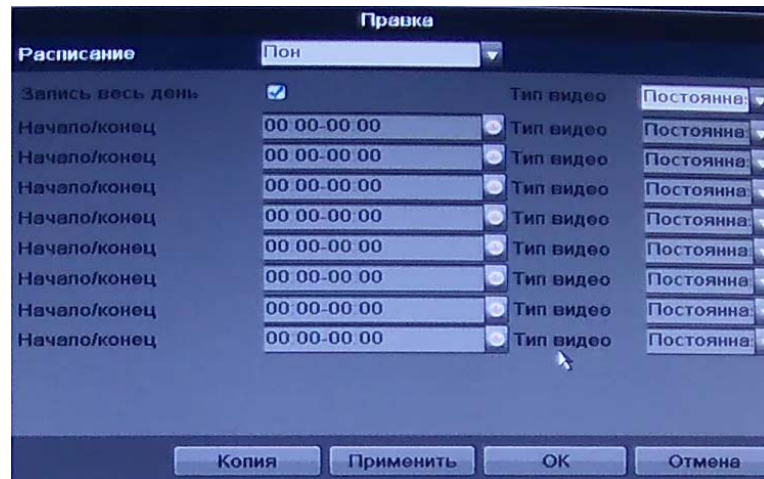 Правка
Расписание Пон
Запись весь день Тип видео Постоянна
Начало/конец 00:00-00:00 Тип видео Постоянна
Начало/конец 00:00-00:00 Тип видео Постоянна
Начало/конец 00:00-00:00 Тип видео Постоянна
Начало/конец 00:00-00:00 Тип видео Постоянна
Начало/конец 00:00-00:00 Тип видео Постоянна
Начало/конец 00:00-00:00 Тип видео Постоянна
Начало/конец 00:00-00:00 Тип видео Постоянна
Начало/конец 00:00-00:00 Тип видео Постоянна
Копия Применить ОК Отмена